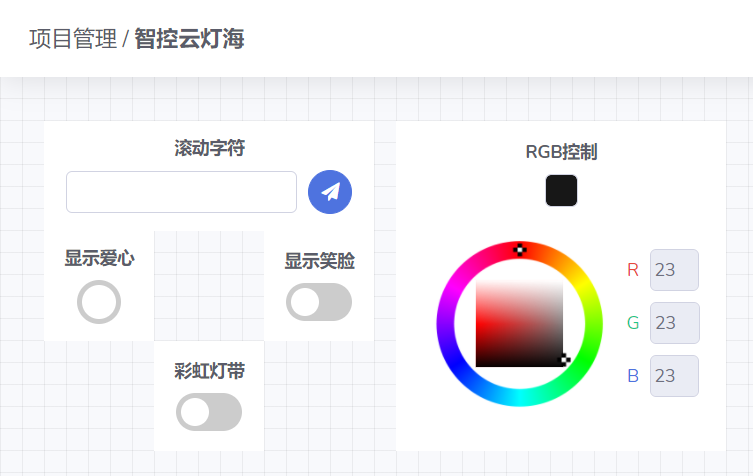 项目管理 / 智控云灯海
滚动字符
显示爱心
显示笑脸
彩虹灯带
RGB控制
R 23
G 23
B 23